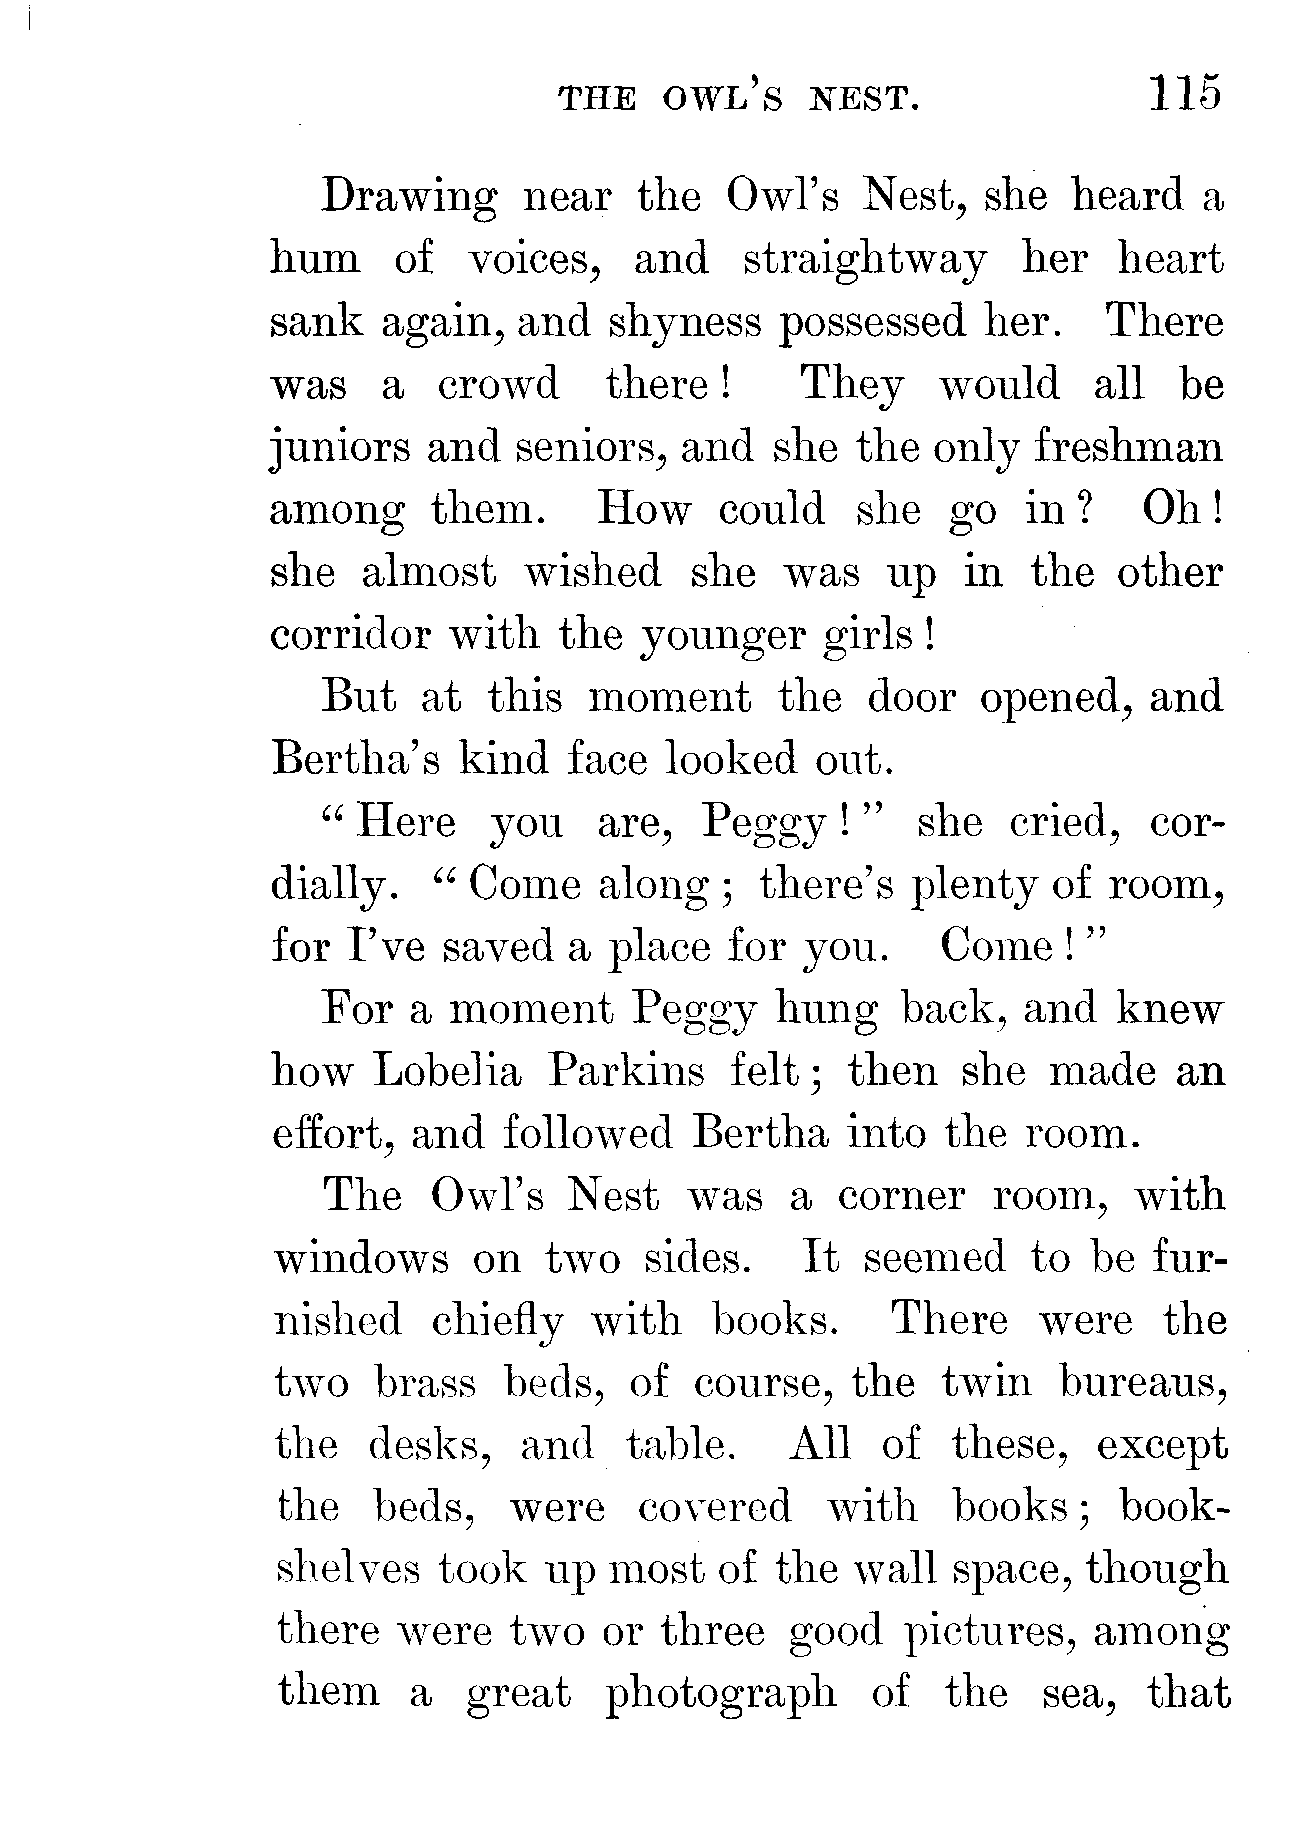 THE OWL'S NEST. 115
Drawing near the Owl's Nest, she heard a
hum of voices, and straightway her heart
sank again, and shyness possessed her. There
was a crowd there! They would all be
juniors and seniors, and she the only freshman
among them. How could she go in? Oh!
she almost wished she was up in the other
corridor with the younger girls!
But at this moment the door opened, and
Bertha's kind face looked out.
"Here you are, Peggy!" she cried, cor-
dially. "Come along; there's plenty of room,
for I've saved a place for you. Come!"
For a moment Peggy hung back, and knew
how Lobelia Parkins felt; then she made an
effort, and followed Bertha into the room.
The Owl's Nest was a corner room, with
windows on two sides. It seemed to be fur-
nished chiefly with books. There were the
two brass beds, of course, the twin bureaus,
the desks, and table. All of these, except
the beds, were covered with books; book-
shelves took up most of the wall space, though
there were two or three good pictures, among
them a great photograph of the sea, that